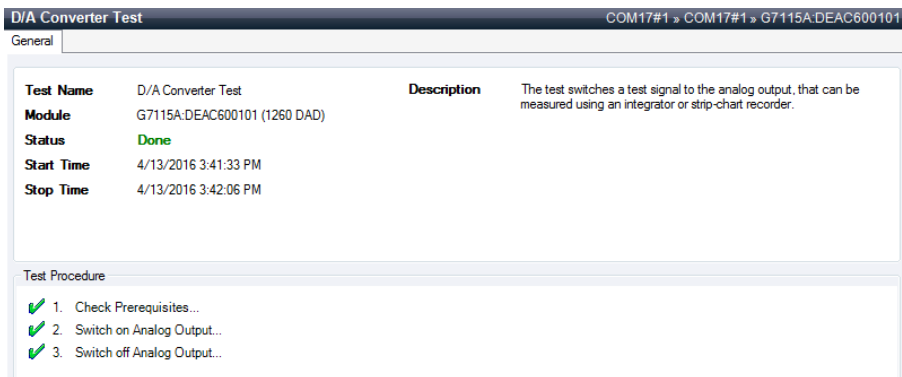 D/A Converter Test COM17#1 » COM17#1 » G7115A:DEAC600101
General
Test Name D/A Converter Test Description The test switches a test signal to the analog output, that can be
measured using an integrator or strip-chart recorder.
Module G7115A:DEAC600101 (1260 DAD)
Status Done
Start Time 4/13/2016 3:41:33 PM
Stop Time 4/13/2016 3:42:06 PM
Test Procedure
1. Check Prerequisites...
2. Switch on Analog Output...
3. Switch off Analog Output...